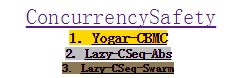 ConcurrencySafety
1. Yogar-CBMC
2. Lazy-CSeq-Abs
3. Lazy-CSeq-Swarm